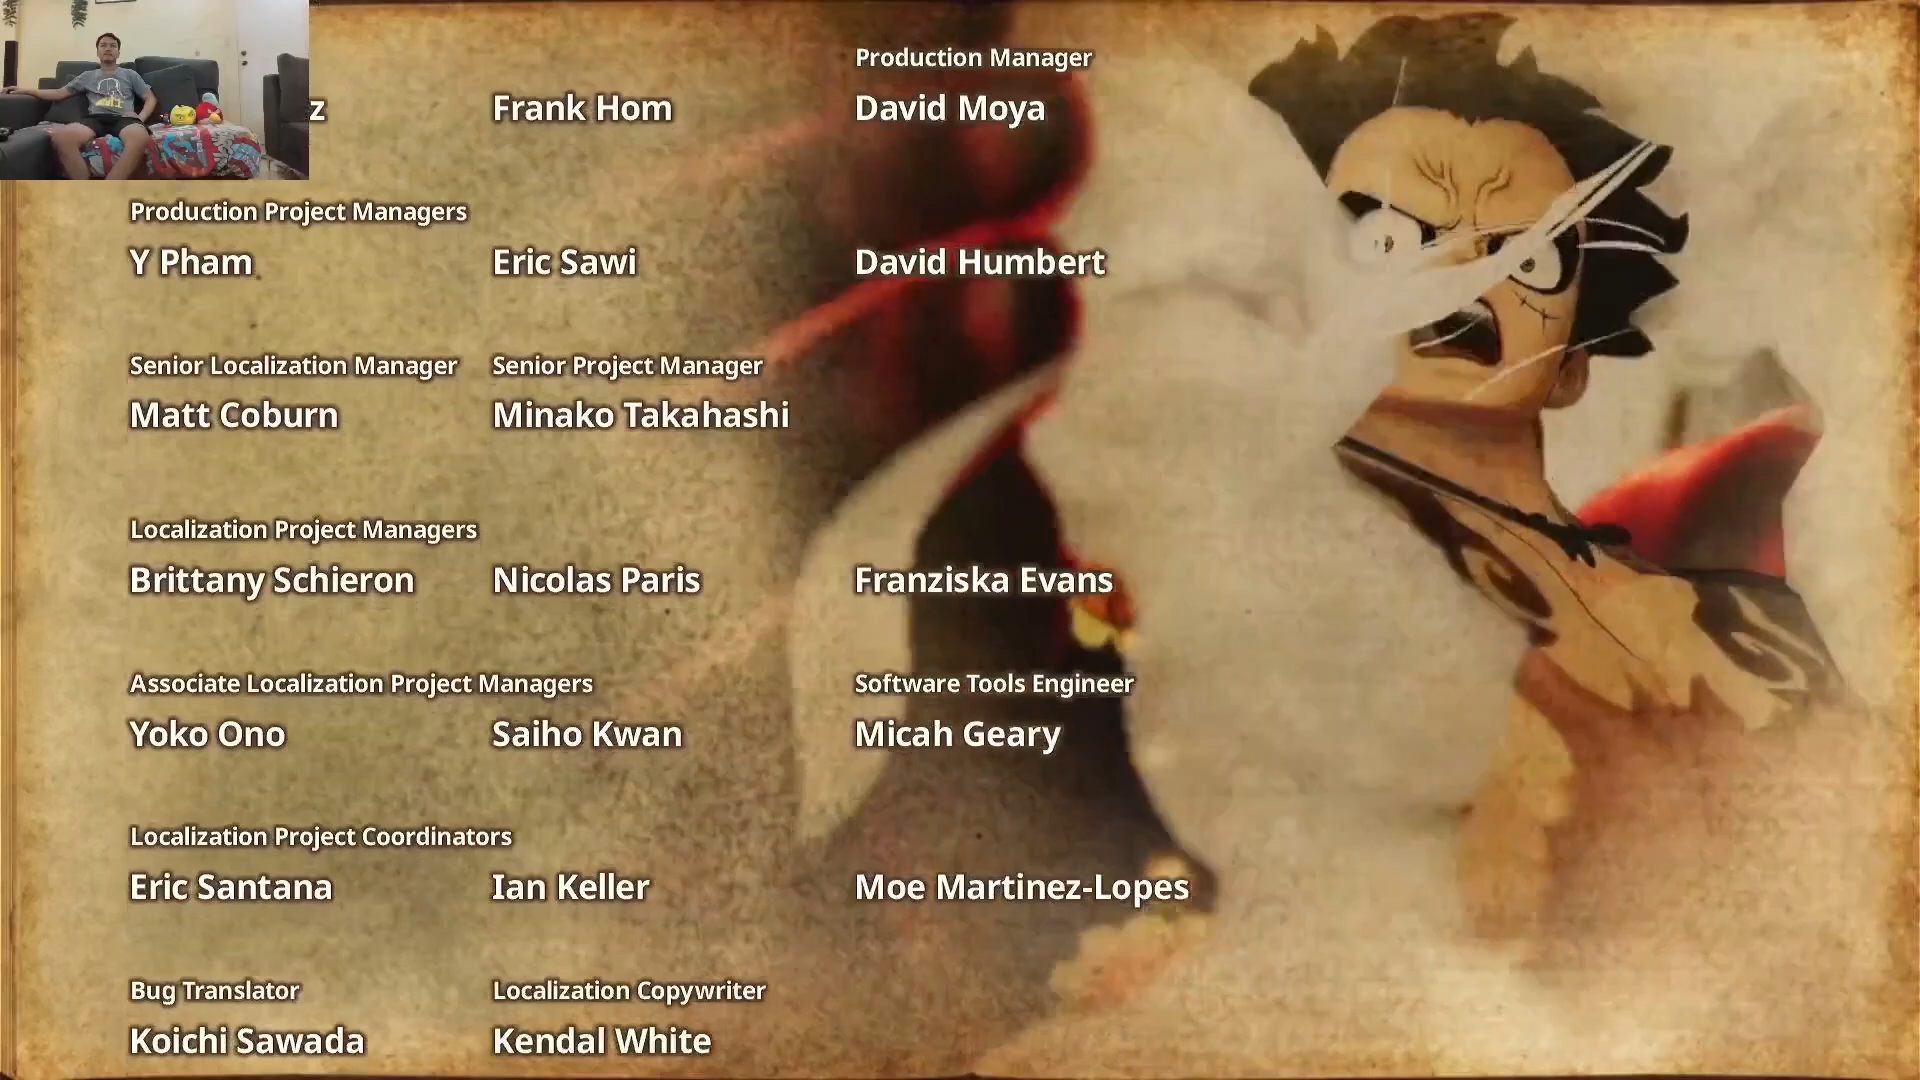 Production Manager
Frank Hom David Moya
Production Project Managers
Y Pham Eric Sawi David Humbert
Senior Localization Manager Senior Project Manager
Matt Coburn Minako Takahashi
Localization Project Managers
Brittany Schieron Nicolas Paris Franziska Evans
Associate Localization Project Managers Software Tools Engineer
Yoko Ono Saiho Kwan Micah Geary
Localization Project Coordinators
Eric Santana Ian Keller Moe Martinez-Lopes
Bug Translator Localization Copywriter
Koichi Sawada Kendal White